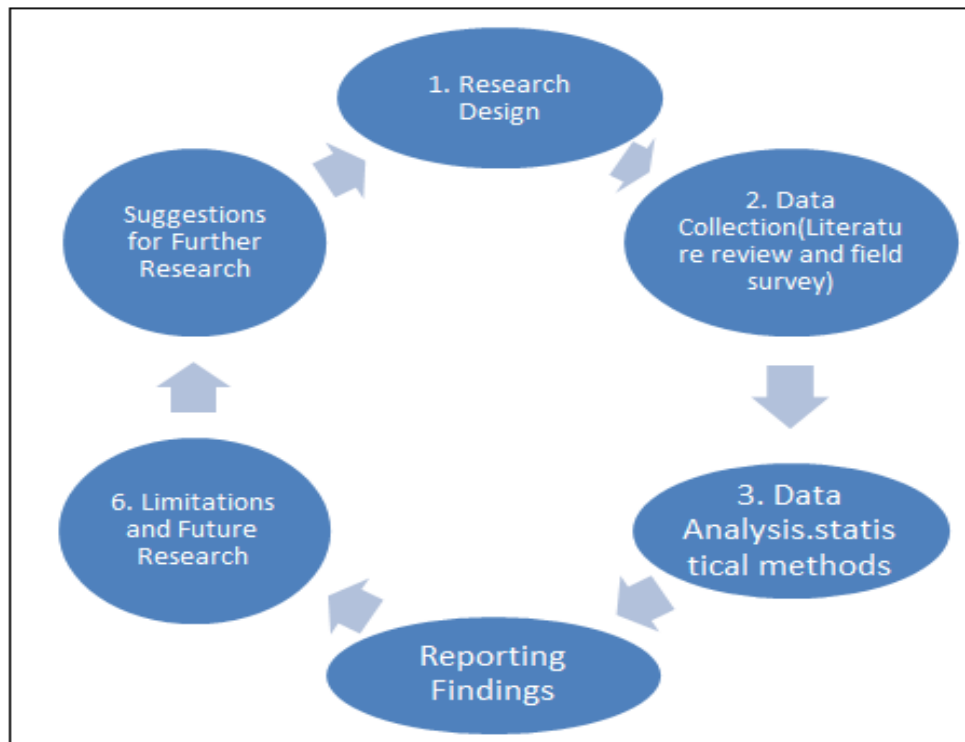 1. Research
Design
2. Data
Collection(Literatu
re review and field
survey)
3. Data
Analysis.statis
tical methods
Reporting
Findings
6. Limitations
and Future
Research
Suggestions
for Further
Research